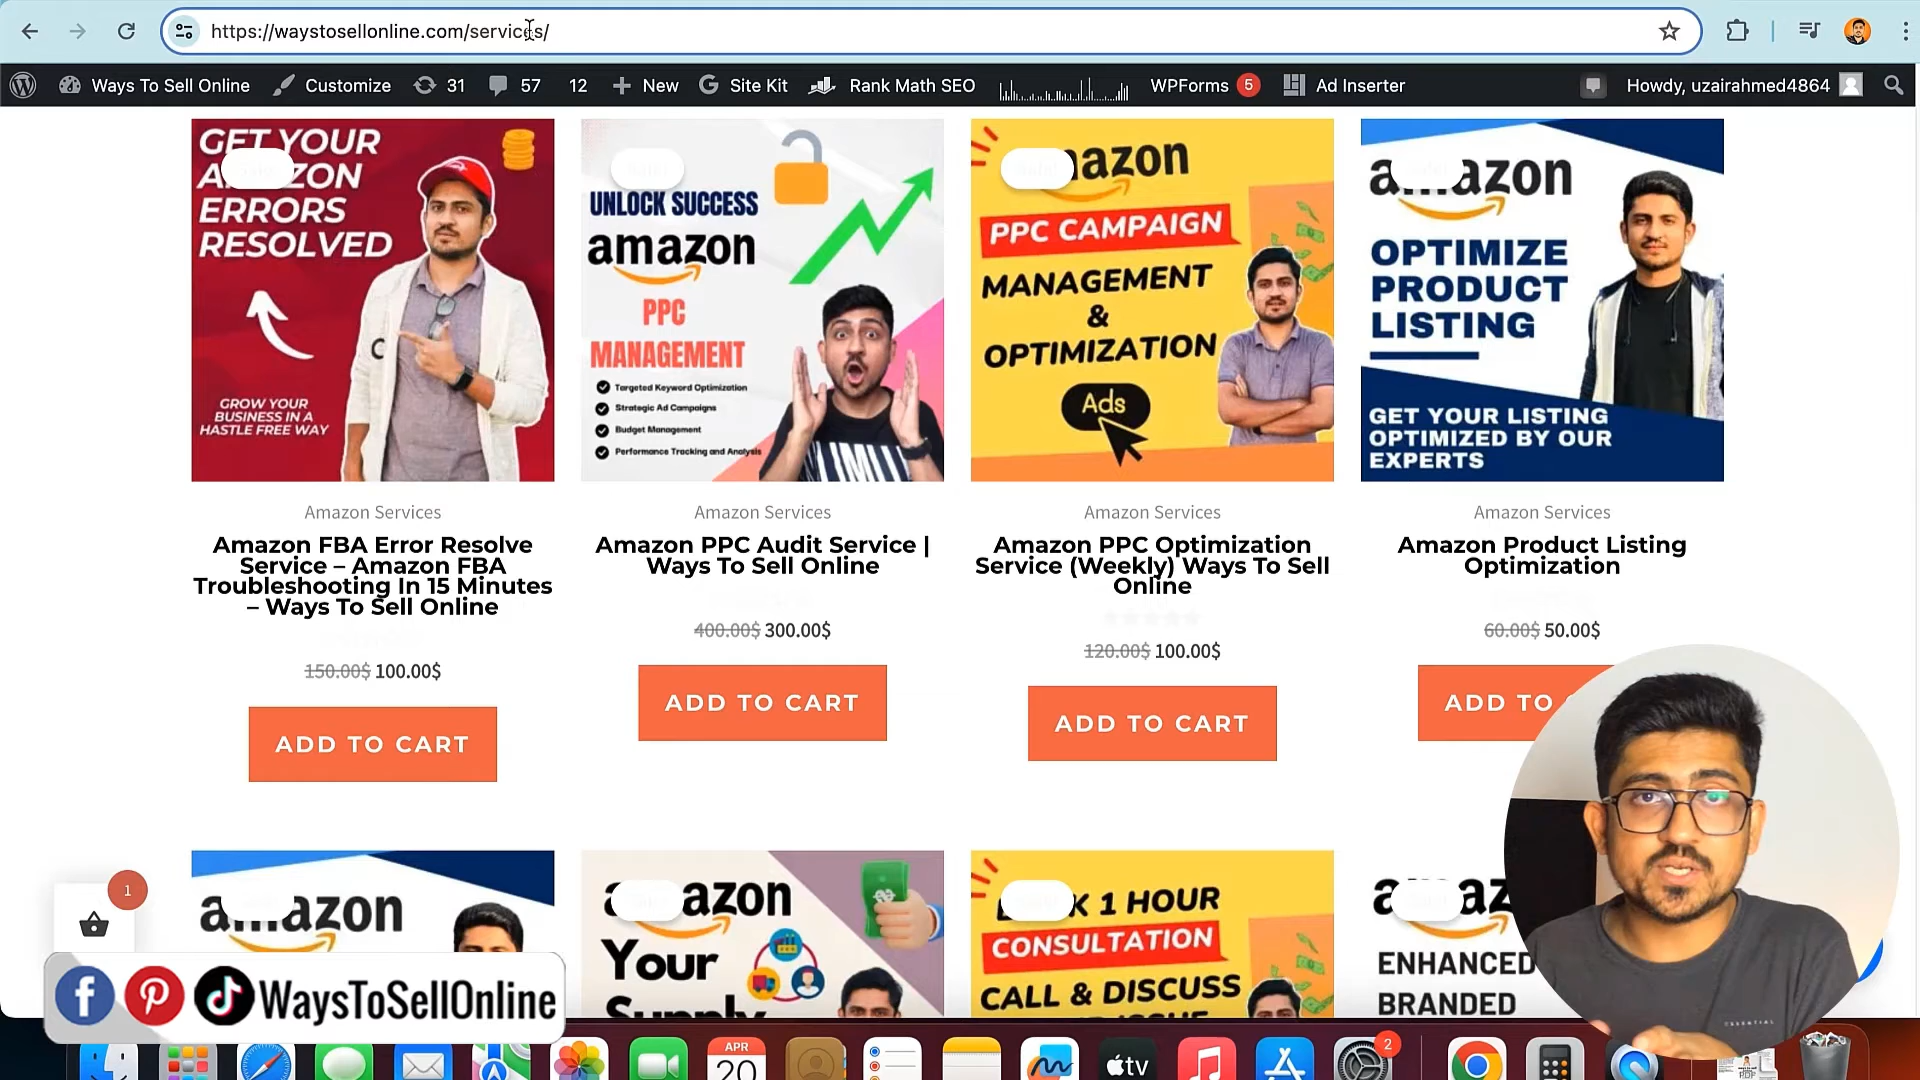 https://waystosellonline.com/services/
Ways To Sell Online
Customize
31
57
12
New
Site Kit
Rank Math SEO
WPForms 5
Ad Inserter
Howdy, uzairahmed4864
GET YOUR
AMAZON
ERRORS
RESOLVED
GROW YOUR
BUSINESS IN A
HASTLE FREE WAY
UNLOCK SUCCESS
amazon
PPC
MANAGEMENT
Targeted Keyword Optimization
Strategic Ad Campaigns
Budget Management
Performance Tracking and Analysis
amazon
PPC CAMPAIGN
MANAGEMENT
&
OPTIMIZATION
Ads
amazon
OPTIMIZE
PRODUCT
LISTING
GET YOUR LISTING
OPTIMIZED BY OUR
EXPERTS
Amazon Services
Amazon FBA Error Resolve
Service – Amazon FBA
Troubleshooting In 15 Minutes
– Ways To Sell Online
150.00$ 100.00$
ADD TO CART
Amazon Services
Amazon PPC Audit Service |
Ways To Sell Online
400.00$ 300.00$
ADD TO CART
Amazon Services
Amazon PPC Optimization
Service (Weekly) Ways To Sell
Online
120.00$ 100.00$
ADD TO CART
Amazon Services
Amazon Product Listing
Optimization
60.00$ 50.00$
ADD TO
1
amazon
amazon
Your
Supply
1 HOUR
CONSULTATION
CALL & DISCUSS
ENHANCED
BRANDED
ESSENTIAL
WaysToSellOnline
APR
20
tv
2